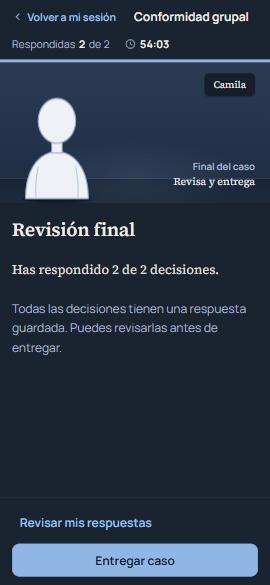 Volver a mi sesión Conformidad grupal
Respondidas 2 de 2 54:03
Camila
Final del caso
Revisa y entrega
Revisión final
Has respondido 2 de 2 decisiones.
Todas las decisiones tienen una respuesta
guardada. Puedes revisarlas antes de
entregar.
Revisar mis respuestas
Entregar caso